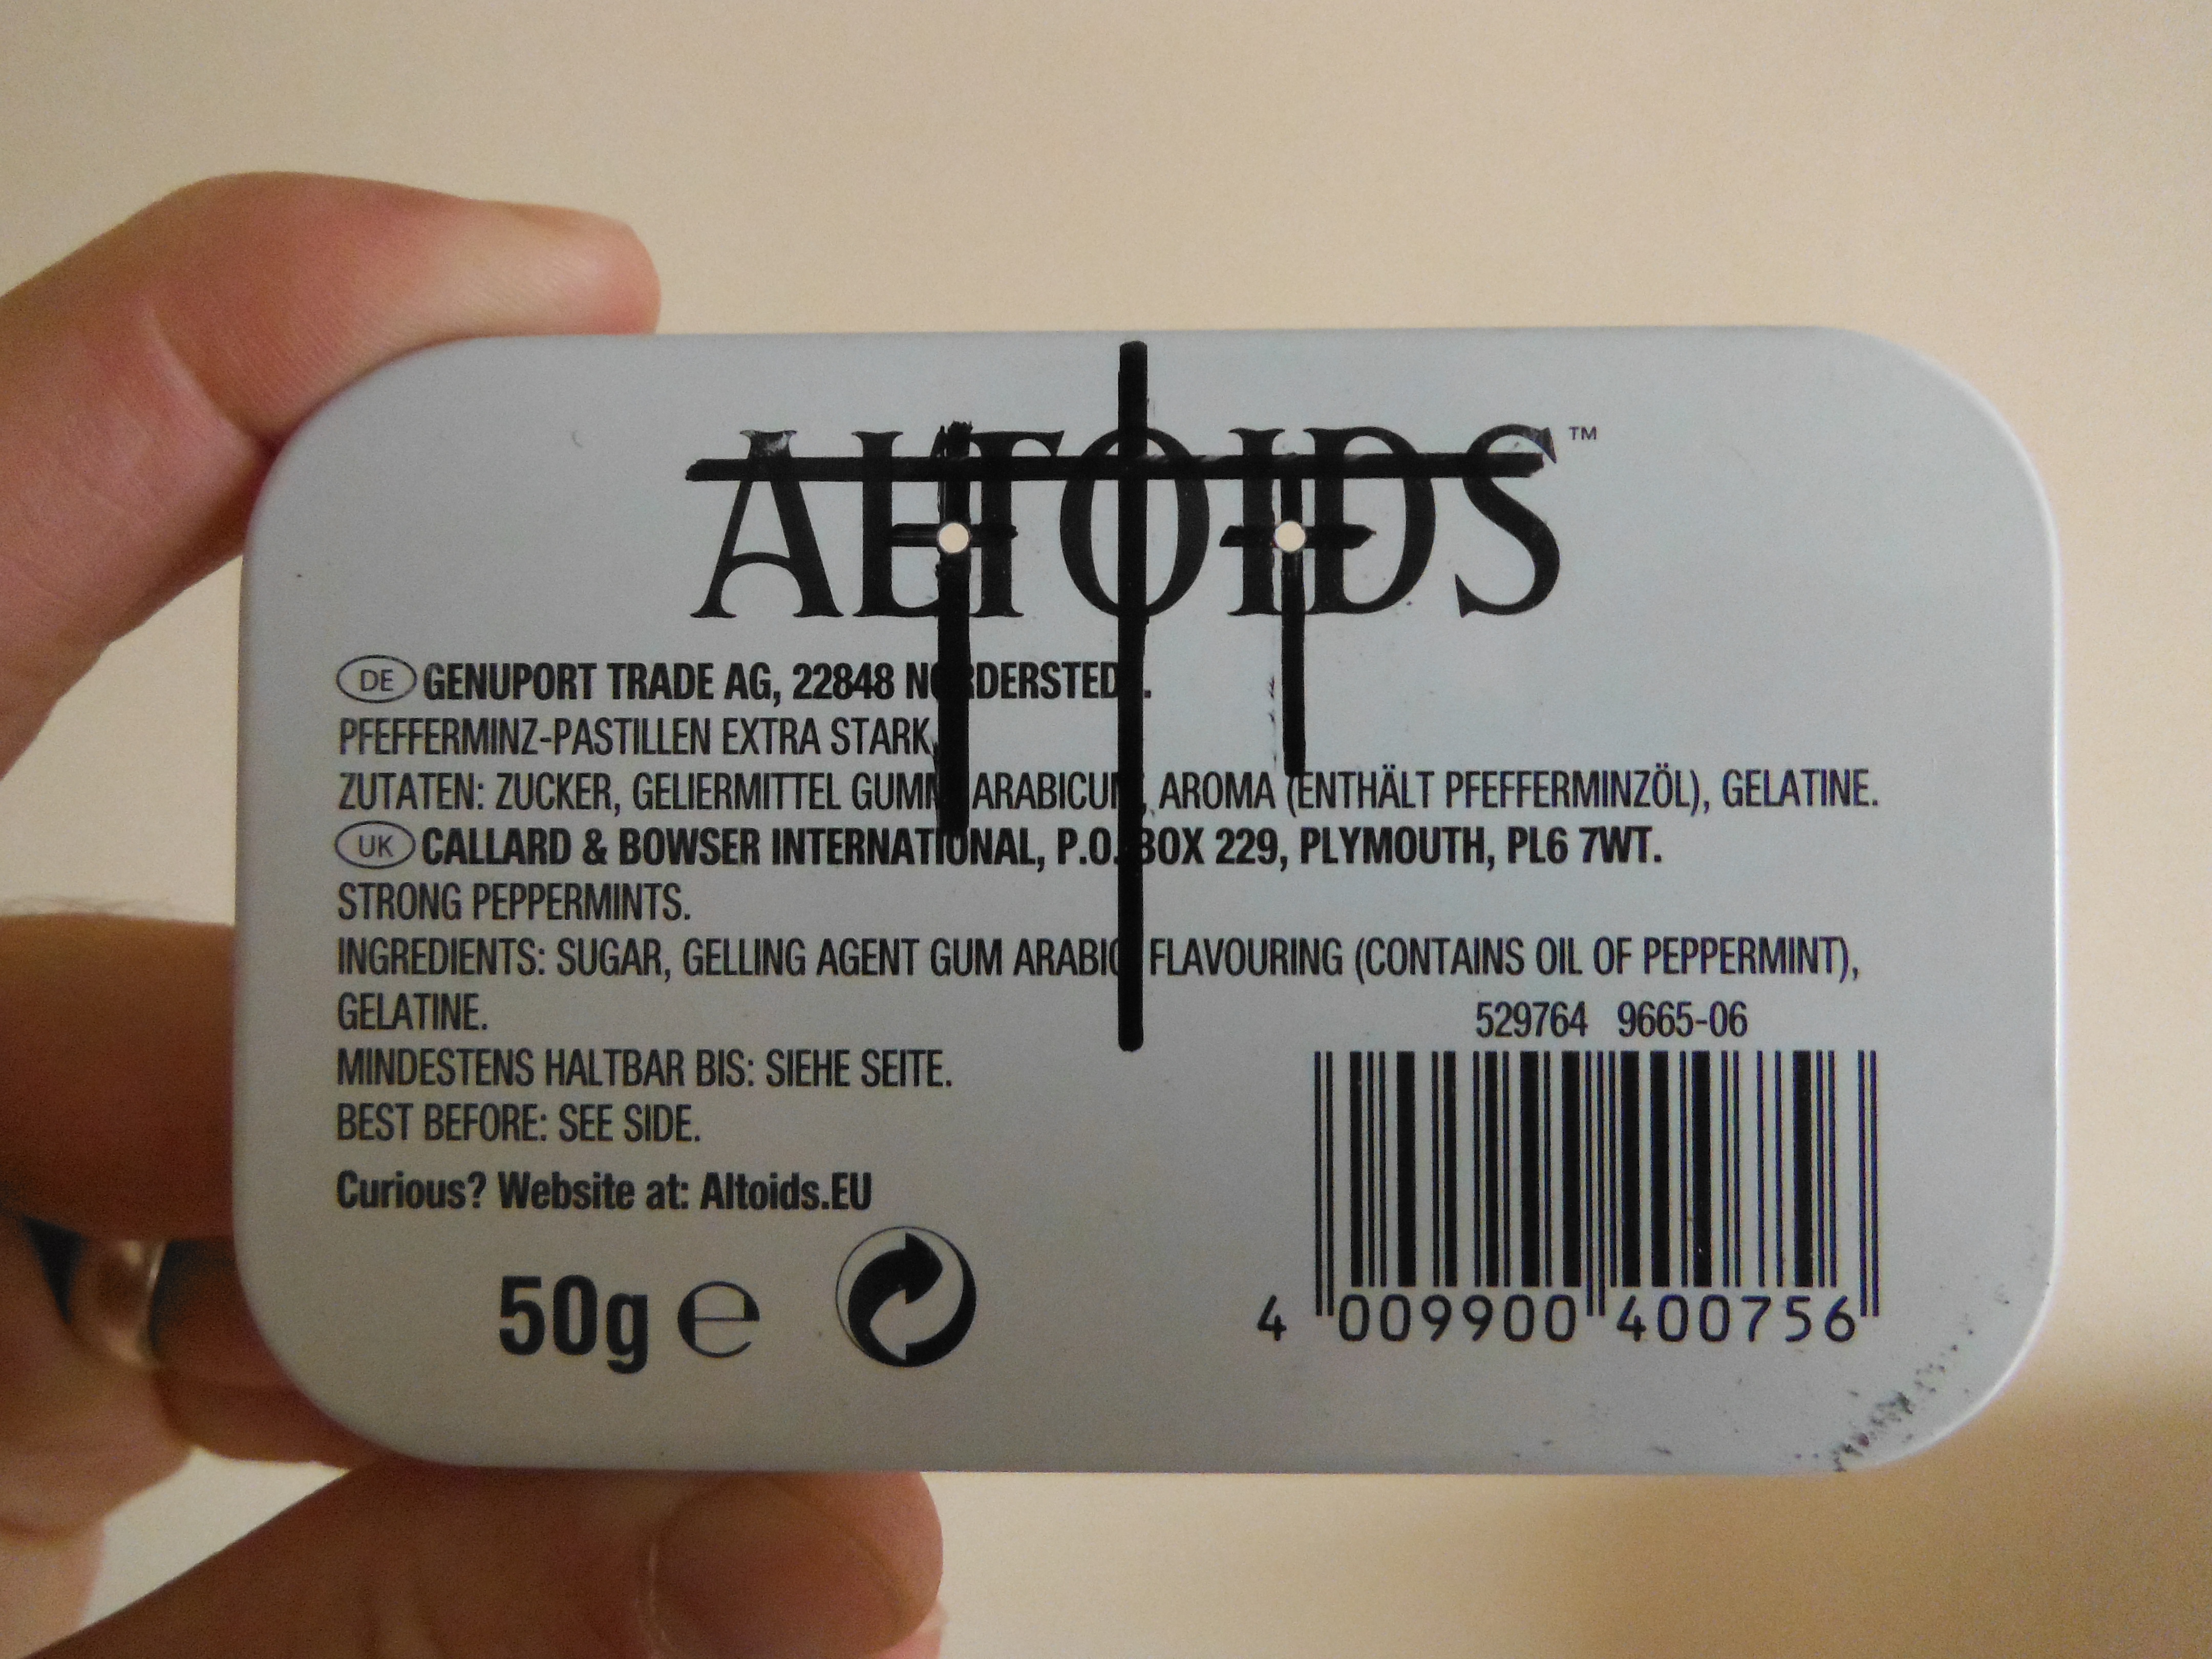 ALTOIDS™
DE GENUPORT TRADE AG, 22848 NORDERSTEDT.
PFEFFERMINZ-PASTILLEN EXTRA STARK,
ZUTATEN: ZUCKER, GELIERMITTEL GUMMI ARABICUM, AROMA (ENTHÄLT PFEFFERMINZÖL), GELATINE.
UK CALLARD & BOWSER INTERNATIONAL, P.O. BOX 229, PLYMOUTH, PL6 7WT.
STRONG PEPPERMINTS.
INGREDIENTS: SUGAR, GELLING AGENT GUM ARABIC, FLAVOURING (CONTAINS OIL OF PEPPERMINT),
GELATINE.
529764 9665-06
MINDESTENS HALTBAR BIS: SIEHE SEITE.
BEST BEFORE: SEE SIDE.
Curious? Website at: Altoids.EU
50g e
4 009900 400756